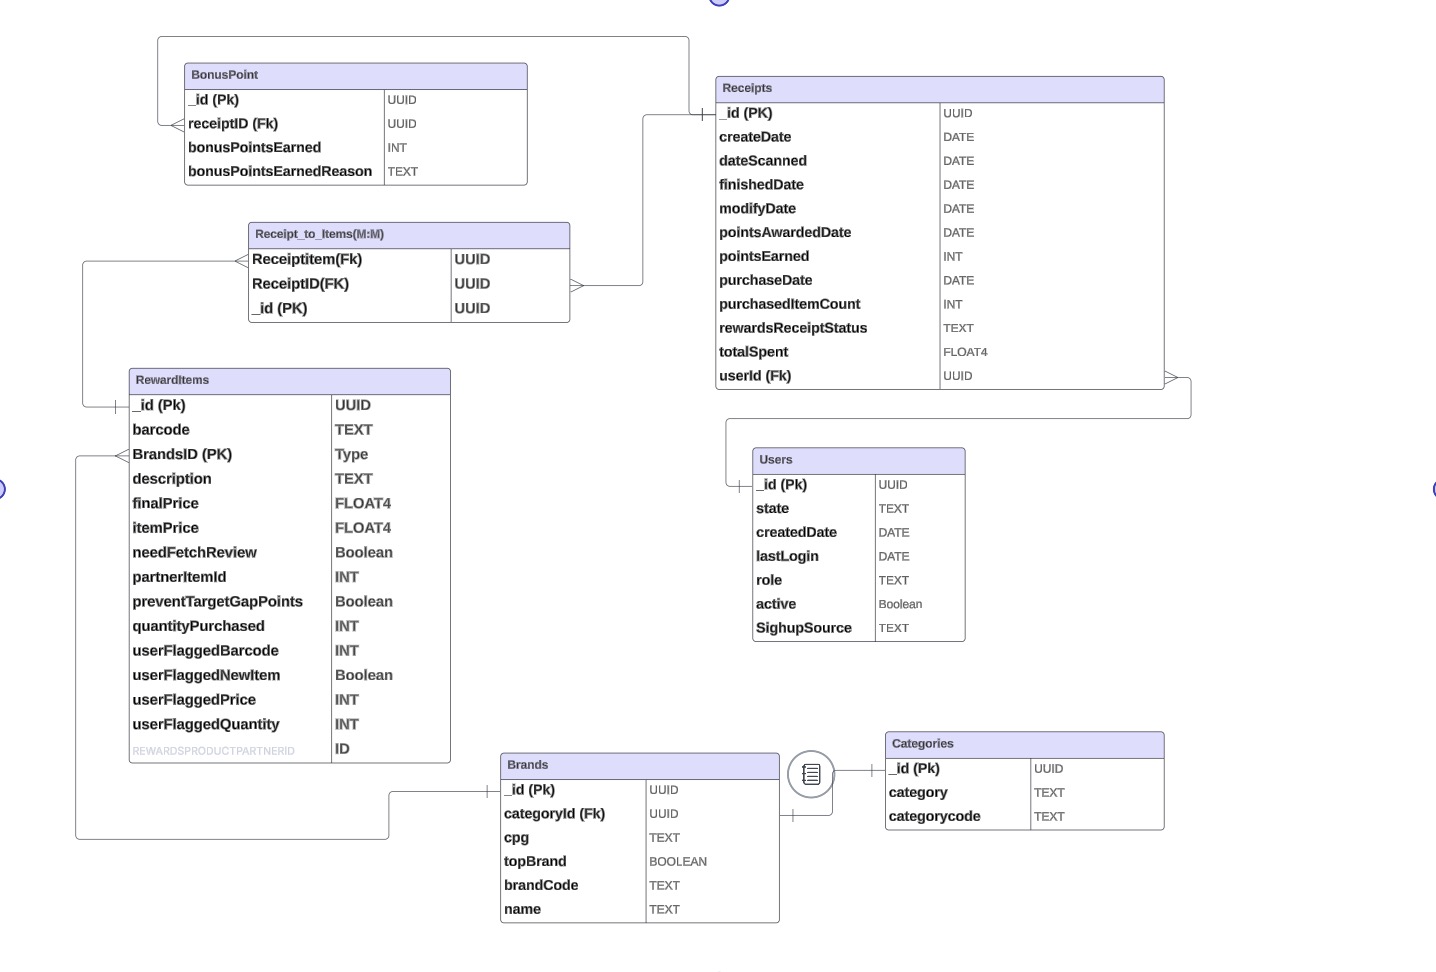 BonusPoint
_id (Pk) UUID
receiptID (Fk) UUID
bonusPointsEarned INT
bonusPointsEarnedReason TEXT
Receipts
_id (PK) UUID
createDate DATE
dateScanned DATE
finishedDate DATE
modifyDate DATE
pointsAwardedDate DATE
pointsEarned INT
purchaseDate DATE
purchasedItemCount INT
rewardsReceiptStatus TEXT
totalSpent FLOAT4
userId (Fk) UUID
Receipt_to_Items(M:M)
Receiptitem(Fk) UUID
ReceiptID(FK) UUID
_id (PK) UUID
RewardItems
_id (Pk) UUID
barcode TEXT
BrandsID (PK) Type
description TEXT
finalPrice FLOAT4
itemPrice FLOAT4
needFetchReview Boolean
partnerItemId INT
preventTargetGapPoints Boolean
quantityPurchased INT
userFlaggedBarcode INT
userFlaggedNewItem Boolean
userFlaggedPrice INT
userFlaggedQuantity INT
REWARDSPRODUCTPARTNERID ID
Users
_id (Pk) UUID
state TEXT
createdDate DATE
lastLogin DATE
role TEXT
active Boolean
SighupSource TEXT
Brands
_id (Pk) UUID
categoryId (Fk) UUID
cpg TEXT
topBrand BOOLEAN
brandCode TEXT
name TEXT
Categories
_id (Pk) UUID
category TEXT
categorycode TEXT